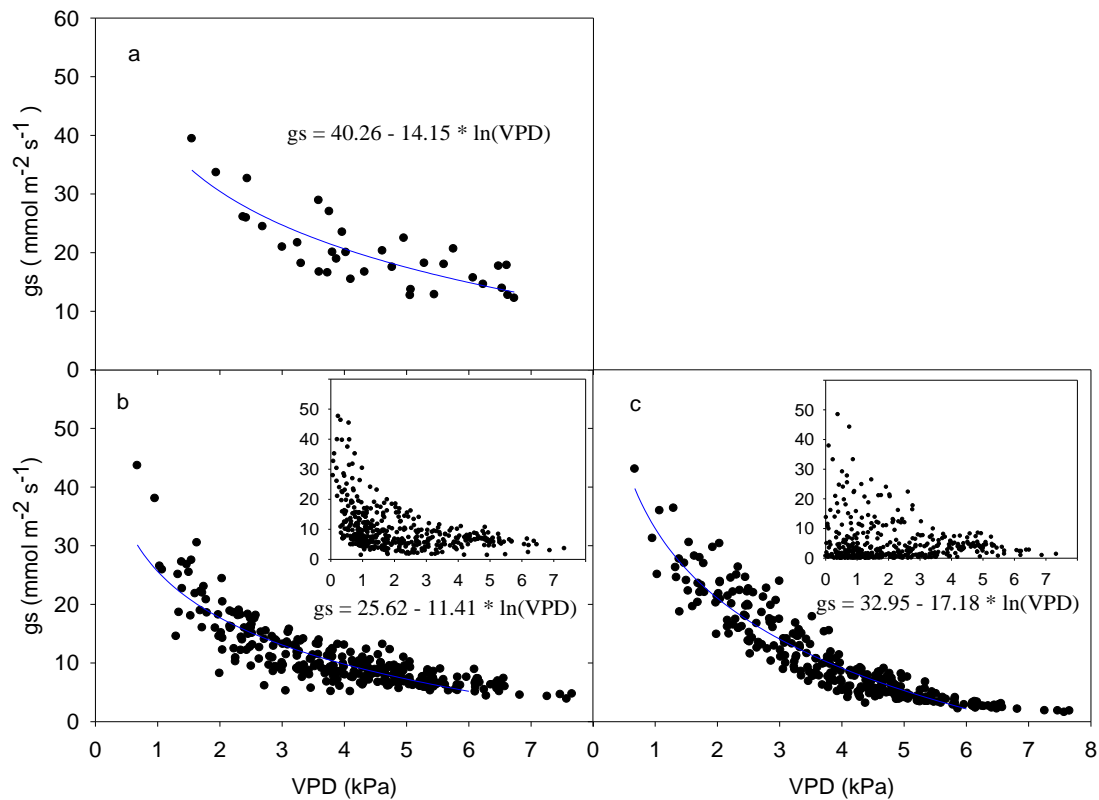 60
a
50
gs ( mmol m-2 s-1 )
40
gs = 40.26 - 14.15 * ln(VPD)
30
20
10
0
b
50
40
30
20
10
0
0 1 2 3 4 5 6 7
gs = 25.62 - 11.41 * ln(VPD)
gs (mmol m-2 s-1)
50
40
30
20
10
0
0 1 2 3 4 5 6 7
VPD (kPa)
c
50
40
30
20
10
0
0 1 2 3 4 5 6 7
gs = 32.95 - 17.18 * ln(VPD)
0 1 2 3 4 5 6 7 8
VPD (kPa)